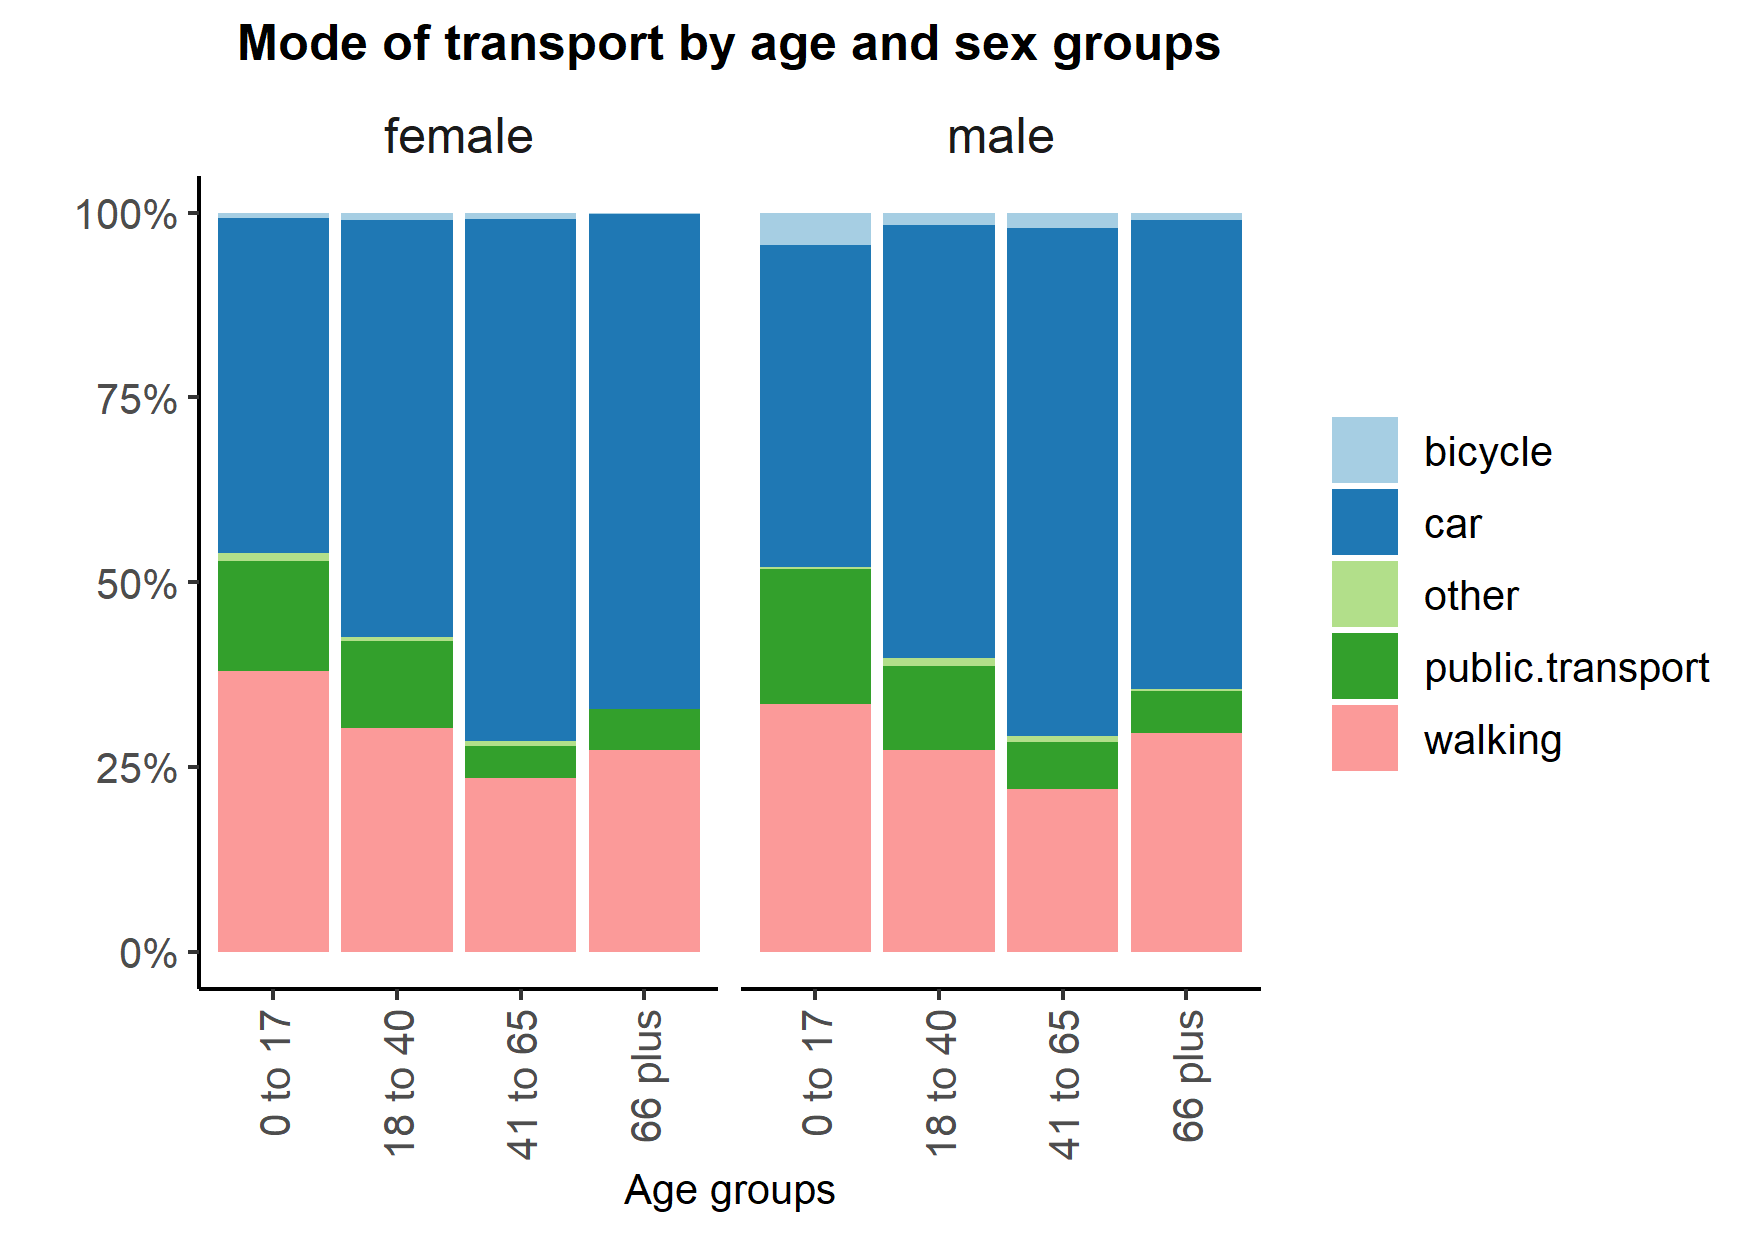 Mode of transport by age and sex groups
female
male
100%
75%
50%
25%
0%
0 to 17
18 to 40
41 to 65
66 plus
0 to 17
18 to 40
41 to 65
66 plus
Age groups
bicycle
car
other
public.transport
walking